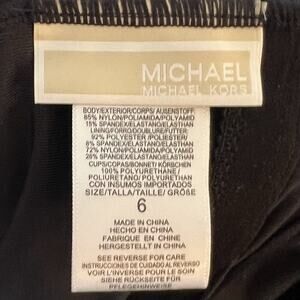 MICHAEL
MICHAEL KORS
BODY/EXTERIOR/CORPS/ AUßENSTOFF:
85% NYLON/POLIAMIDA/POLYAMID
15% SPANDEX/ELASTANO/ELASTHAN
LINING/FORRO/DOUBLURE/FUTTER:
92% POLYESTER /POLIESTER/
8% SPANDEX/ELASTANO/ELASTHAN
72% NYLON/POLIAMIDA/POLYAMID
28% SPANDEX/ELASTANO/ELASTHAN
CUPS/COPAS/BONNET/ KÖRBCHEN
100% POLYURETHANE /
POLIURETANO/ POLYURETHAN
CON INSUMOS IMPORTADOS
SIZE/TALLA/TAILLE/ GRÖßE
6
MADE IN CHINA
HECHO EN CHINA
FABRIQUE EN CHINE
HERGESTELLT IN CHINA
SEE REVERSE FOR CARE
INSTRUCCIONES DE CUIDADO AL REVERSO
VOIR L'INVERSE POUR LE SOIN
SIEHE RÜCKSEITE FÜR
PFLEGEHINWEISE